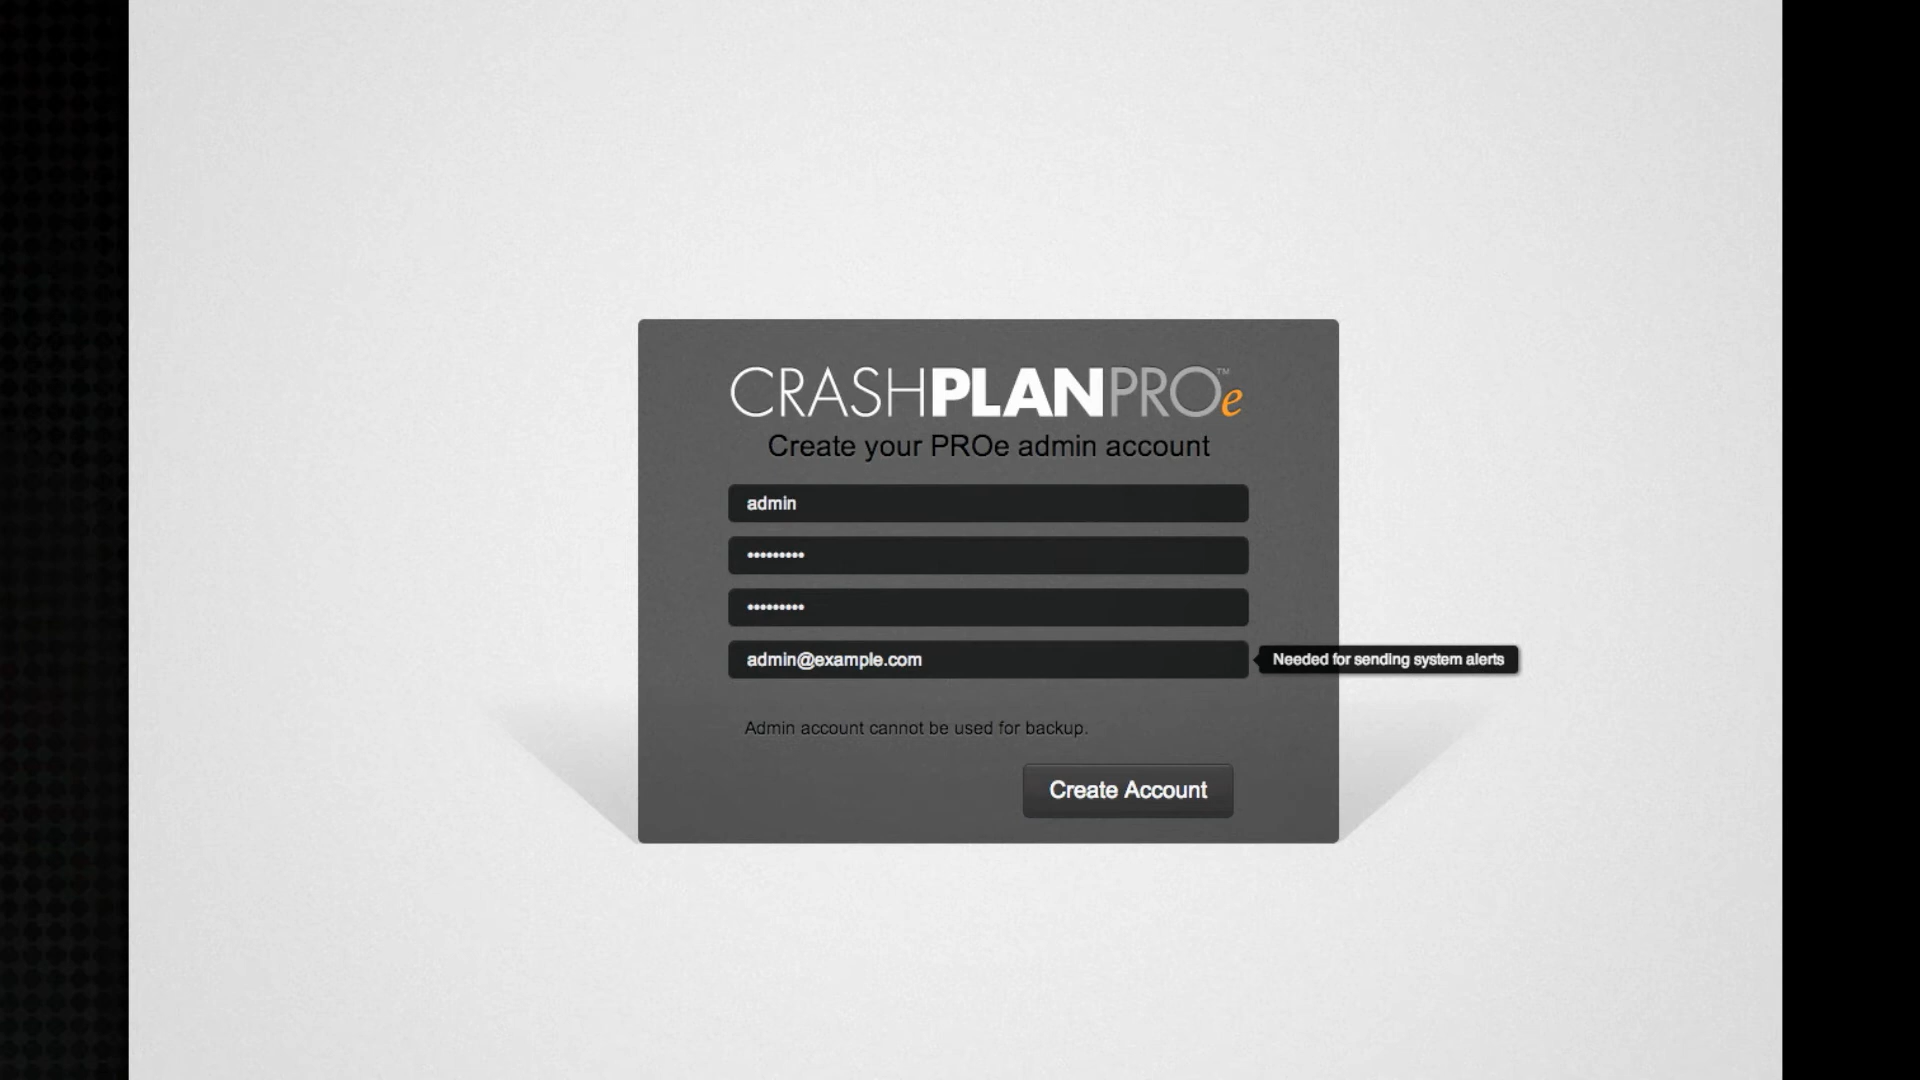 CRASHPLANPROe™
Create your PROe admin account
admin
•••••••••
•••••••••
admin@example.com
Needed for sending system alerts
Admin account cannot be used for backup.
Create Account